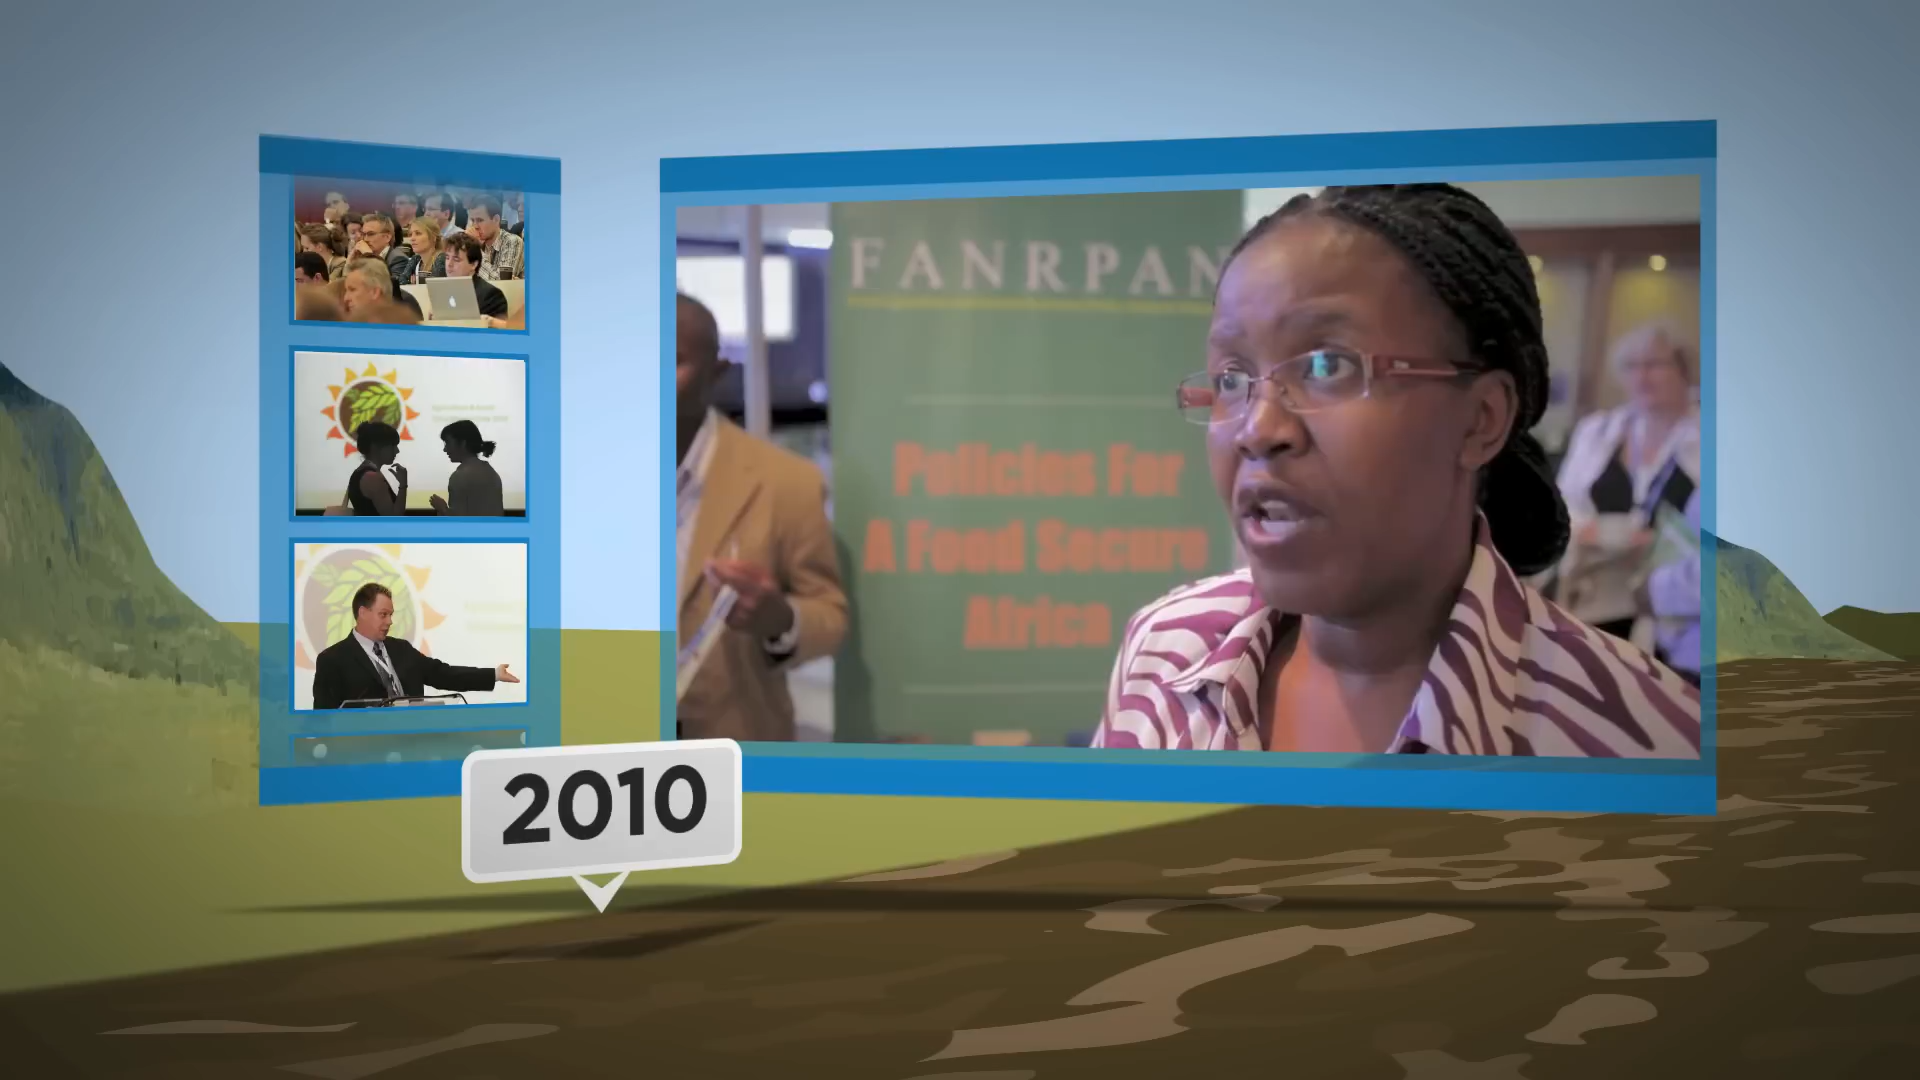 FANRPAN
Policies For
A Food Secure
Africa
2010